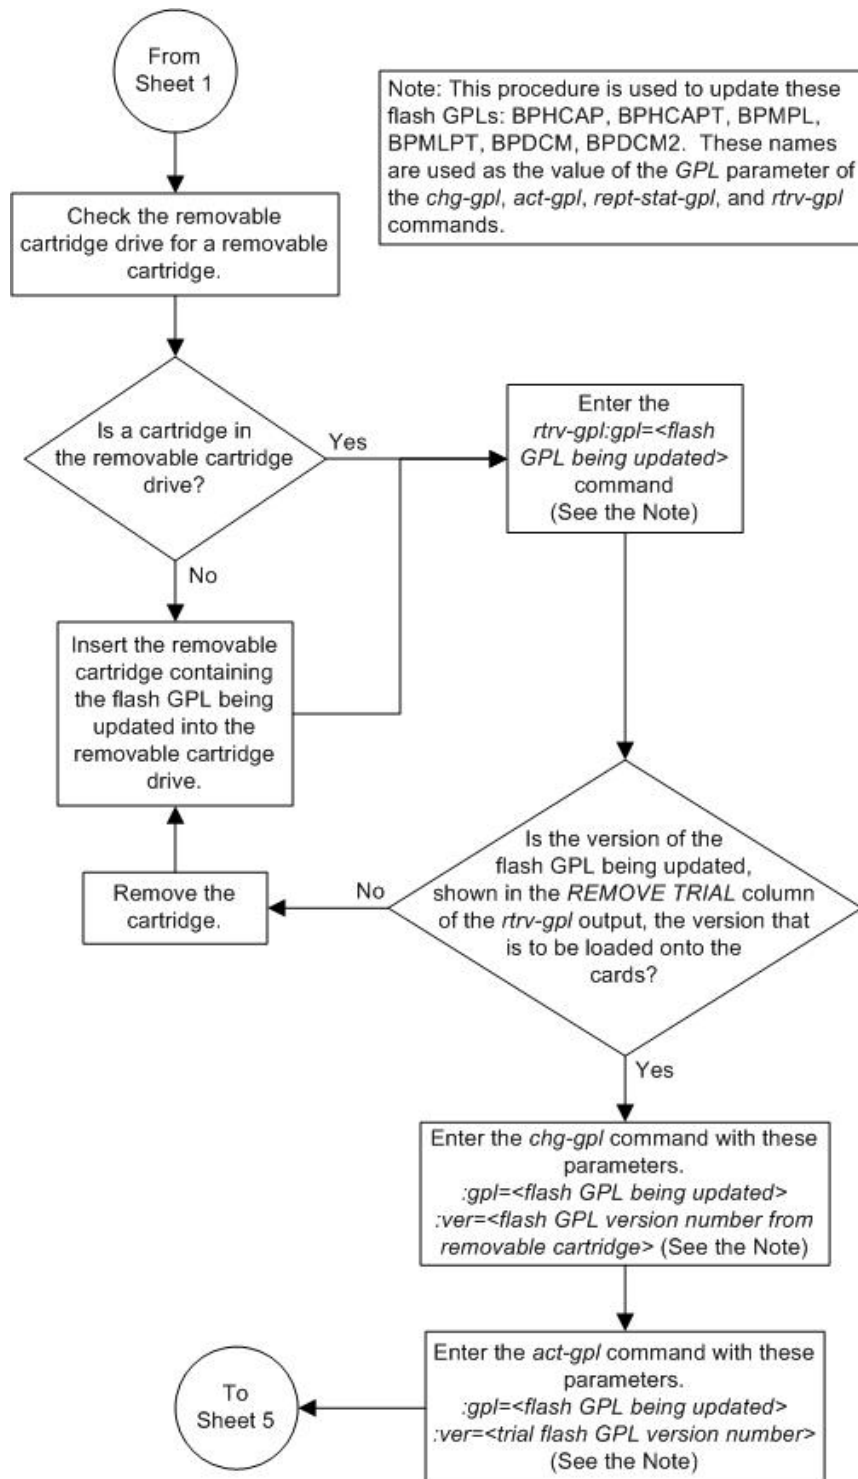 From
Sheet 1
Note: This procedure is used to update these
flash GPLs: BPHCAP, BPHCAPT, BPMPL,
BPMLPT, BPDCM, BPDCM2. These names
are used as the value of the GPL parameter of
the chg-gpl, act-gpl, rept-stat-gpl, and rtrv-gpl
commands.
Check the removable
cartridge drive for a removable
cartridge.
Is a cartridge in
the removable cartridge
drive?
Yes
No
Enter the
rtrv-gpl:gpl=<flash
GPL being updated>
command
(See the Note)
Insert the removable
cartridge containing
the flash GPL being
updated into the
removable cartridge
drive.
Is the version of the
flash GPL being updated,
shown in the REMOVE TRIAL column
of the rtrv-gpl output, the version that
is to be loaded onto the
cards?
No
Remove the
cartridge.
Yes
Enter the chg-gpl command with these
parameters.
:gpl=<flash GPL being updated>
:ver=<flash GPL version number from
removable cartridge> (See the Note)
Enter the act-gpl command with these
parameters.
:gpl=<flash GPL being updated>
:ver=<trial flash GPL version number>
(See the Note)
To
Sheet 5